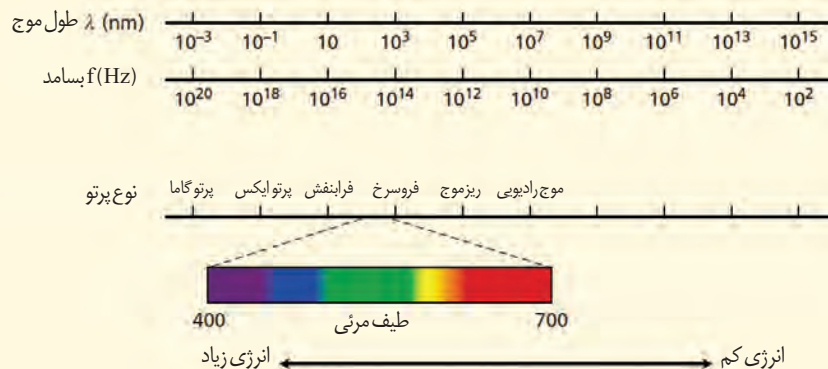 طول موج λ (nm)
10⁻³ 10⁻¹ 10 10³ 10⁵ 10⁷ 10⁹ 10¹¹ 10¹³ 10¹⁵
بسامد f(Hz)
10²⁰ 10¹⁸ 10¹⁶ 10¹⁴ 10¹² 10¹⁰ 10⁸ 10⁶ 10⁴ 10²
نوع پرتو
پرتو گاما پرتو ایکس فرابنفش فروسرخ ریزموج موج رادیویی
400 طیف مرئی 700
انرژی زیاد انرژی کم